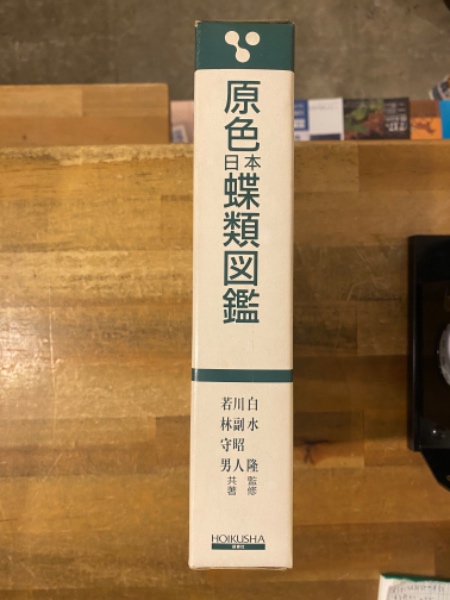 原色日本蝶類図鑑
白水隆 監修
川副昭人
若林守男 共著
HOIKUSHA
保育社